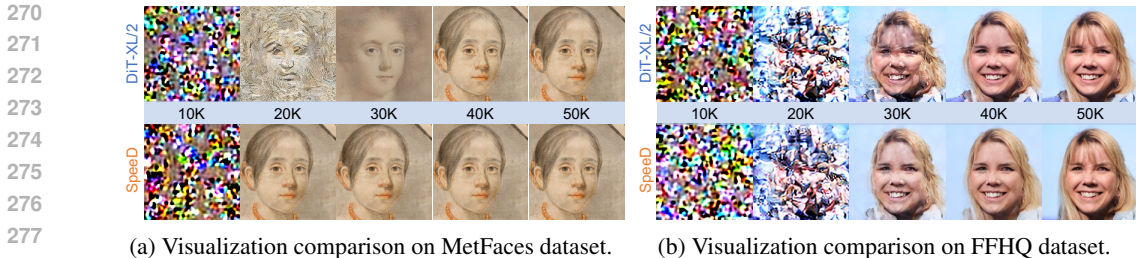 270
271
272
273
274
275
276
277
DiT-XL/2
10K 20K 30K 40K 50K
SpeeD
(a) Visualization comparison on MetFaces dataset.
DiT-XL/2
10K 20K 30K 40K 50K
SpeeD
(b) Visualization comparison on FFHQ dataset.